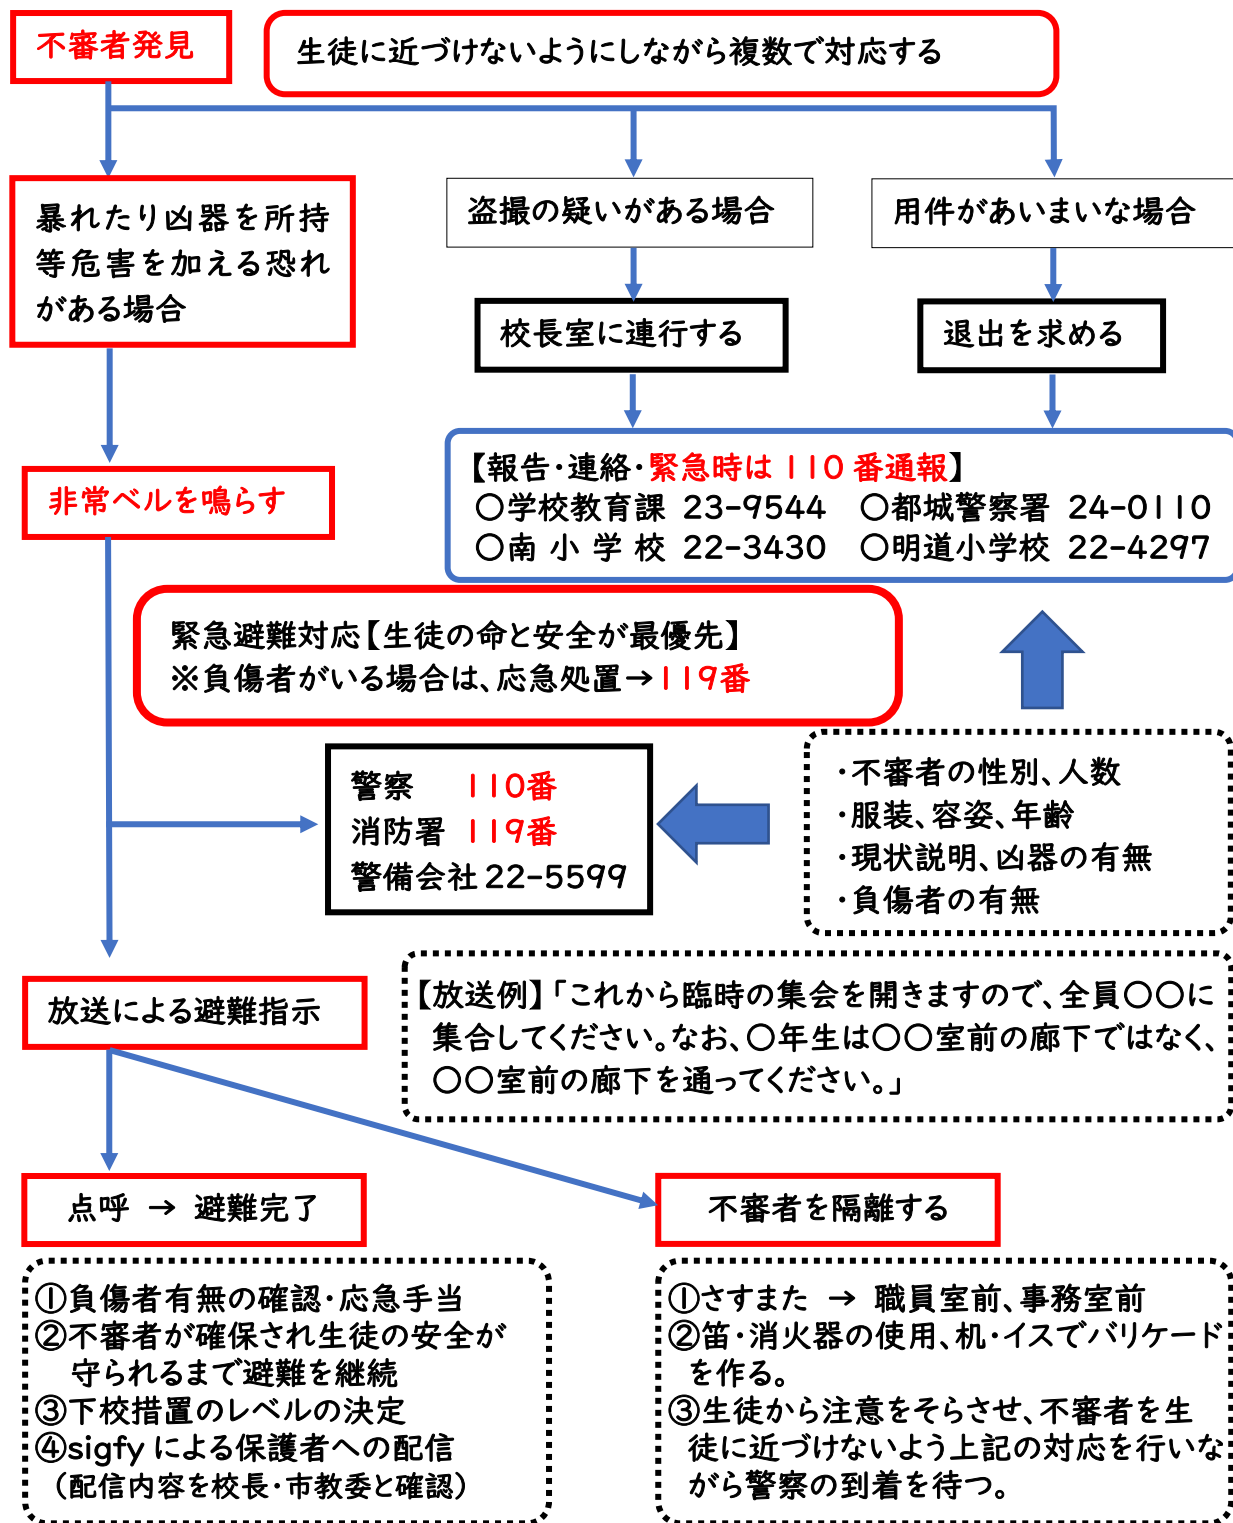 不審者発見
生徒に近づけないようにしながら複数で対応する
暴れたり凶器を所持
等危害を加える恐れ
がある場合
盗撮の疑いがある場合
用件があいまいな場合
校長室に連行する
退出を求める
【報告・連絡・緊急時は110番通報】
○学校教育課 23-9544 ○都城警察署 24-0110
○南 小 学 校 22-3430 ○明道小学校 22-4297
非常ベルを鳴らす
緊急避難対応【生徒の命と安全が最優先】
※負傷者がいる場合は、応急処置→119番
警察 110番
消防署 119番
警備会社 22-5599
・不審者の性別、人数
・服装、容姿、年齢
・現状説明、凶器の有無
・負傷者の有無
放送による避難指示
【放送例】「これから臨時の集会を開きますので、全員○○に
集合してください。なお、○年生は○○室前の廊下ではなく、
○○室前の廊下を通ってください。」
点呼 → 避難完了
不審者を隔離する
①負傷者有無の確認・応急手当
②不審者が確保され生徒の安全が
守られるまで避難を継続
③下校措置のレベルの決定
④sigfyによる保護者への配信
(配信内容を校長・市教委と確認)
①さすまた → 職員室前、事務室前
②笛・消火器の使用、机・イスでバリケード
を作る。
③生徒から注意をそらさせ、不審者を生
徒に近づけないよう上記の対応を行いな
がら警察の到着を待つ。